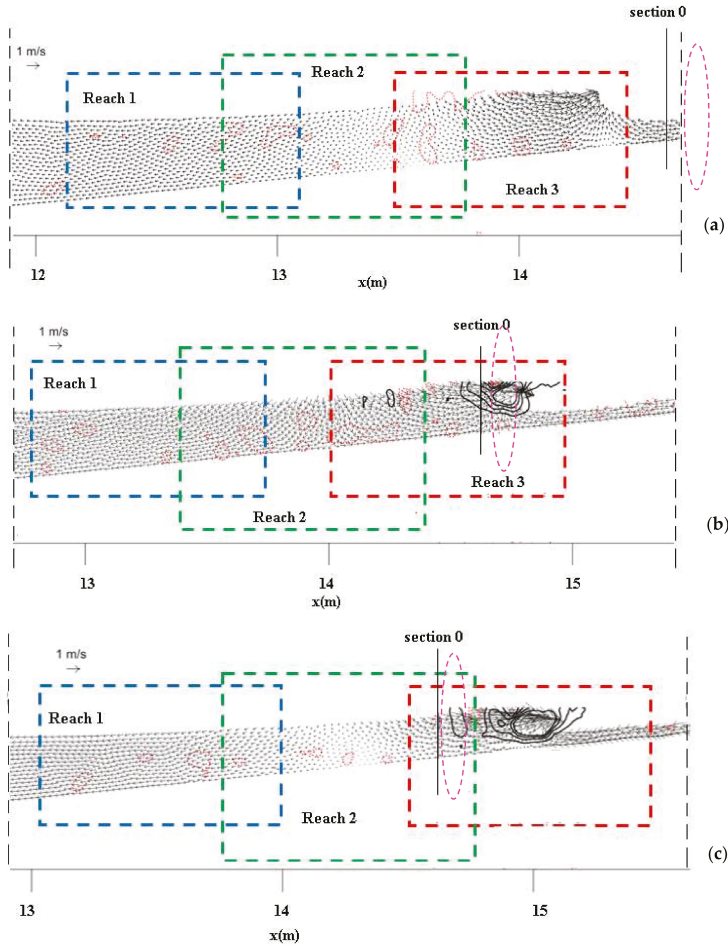 section 0
1 m/s
Reach 2
Reach 1
Reach 3
(a)
12 13 14
x(m)
1 m/s
section 0
Reach 1
Reach 3
Reach 2
(b)
13 14 15
x(m)
section 0
1 m/s
Reach 1
Reach 2
(c)
13 14 15
x(m)